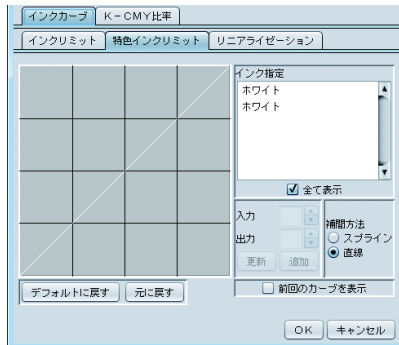 インクカーブ K-CMY比率
インクリミット 特色インクリミット リニアライゼーション
インク指定
ホワイト
ホワイト
全て表示
入力
出力
更新 追加
補間方法
スプライン
直線
デフォルトに戻す 元に戻す
前回のカーブを表示
OK キャンセル